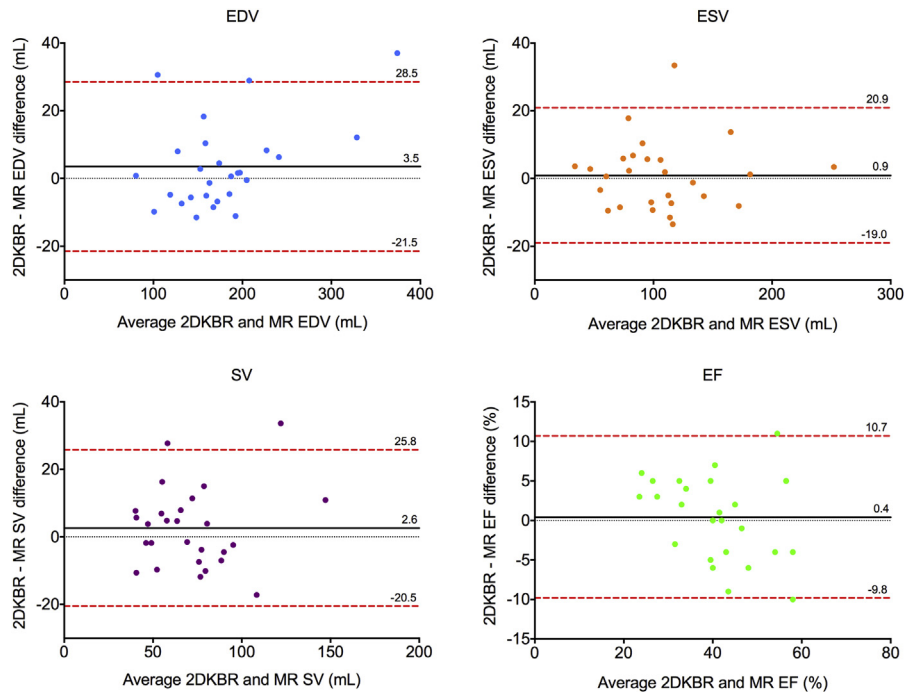 EDV
2DKBR - MR EDV difference (mL)
40
20
0
-20
28.5
3.5
-21.5
0 100 200 300 400
Average 2DKBR and MR EDV (mL)
ESV
2DKBR - MR ESV difference (mL)
40
20
0
-20
20.9
0.9
-19.0
0 100 200 300
Average 2DKBR and MR ESV (mL)
SV
2DKBR - MR SV difference (mL)
40
20
0
-20
25.8
2.6
-20.5
0 50 100 150 200
Average 2DKBR and MR SV (mL)
EF
2DKBR - MR EF difference (%)
15
10
5
0
-5
-10
-15
10.7
0.4
-9.8
0 20 40 60 80
Average 2DKBR and MR EF (%)